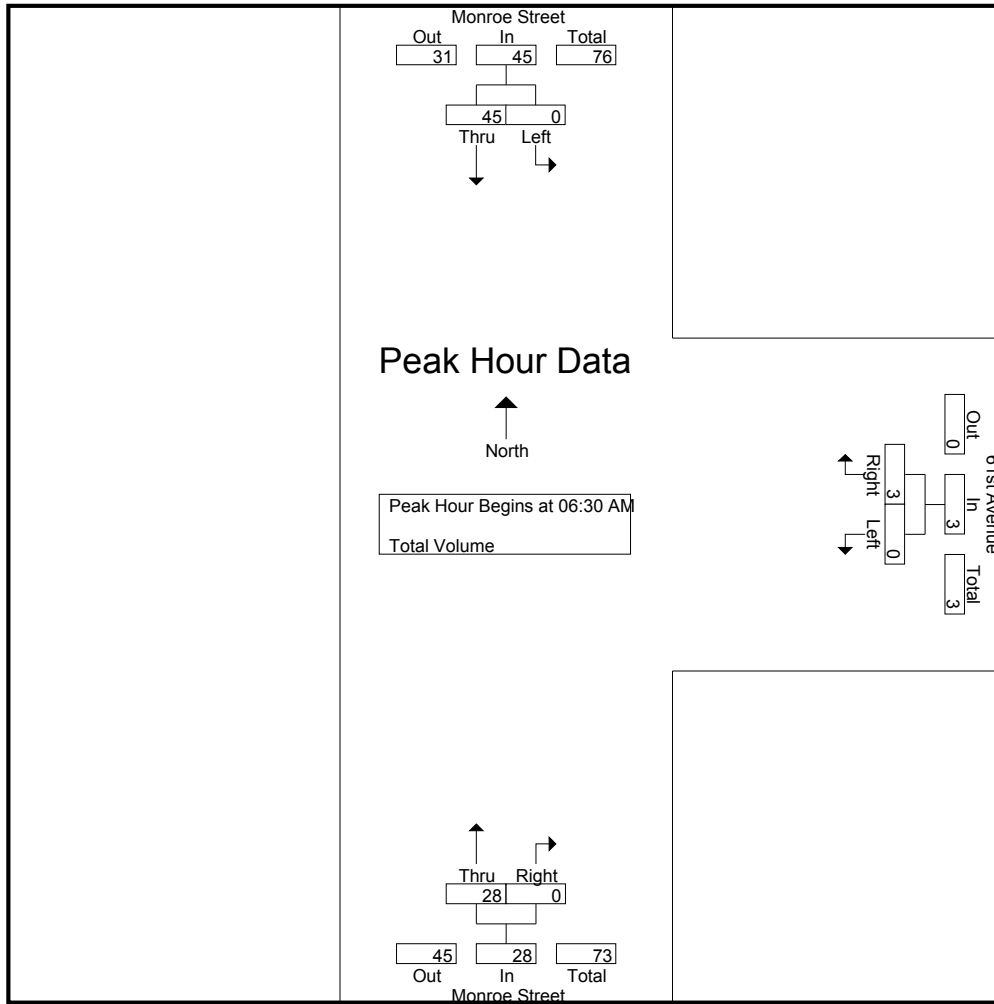 Monroe Street
Out In Total
31 45 76
45 0
Thru Left
Peak Hour Data
North
Peak Hour Begins at 06:30 AM
Total Volume
Out In Total
0 3 3
61st Avenue
3 0
Right Left
Thru Right
28 0
45 28 73
Out In Total
Monroe Street